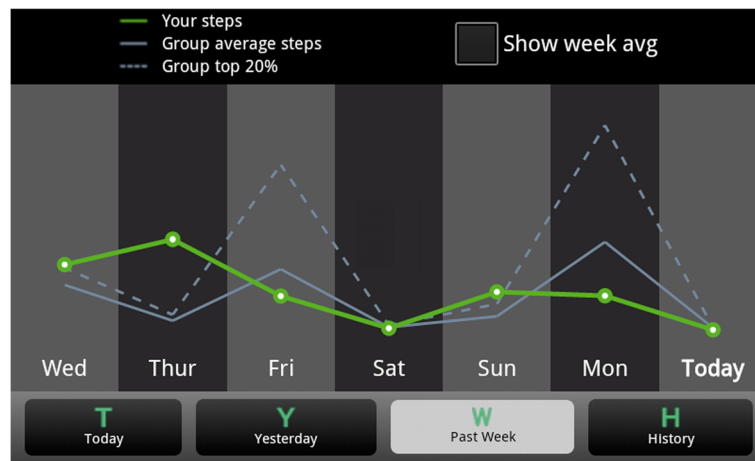 Your steps
Group average steps
Group top 20%
Show week avg
Wed Thur Fri Sat Sun Mon Today
T Y W H
Today Yesterday Past Week History